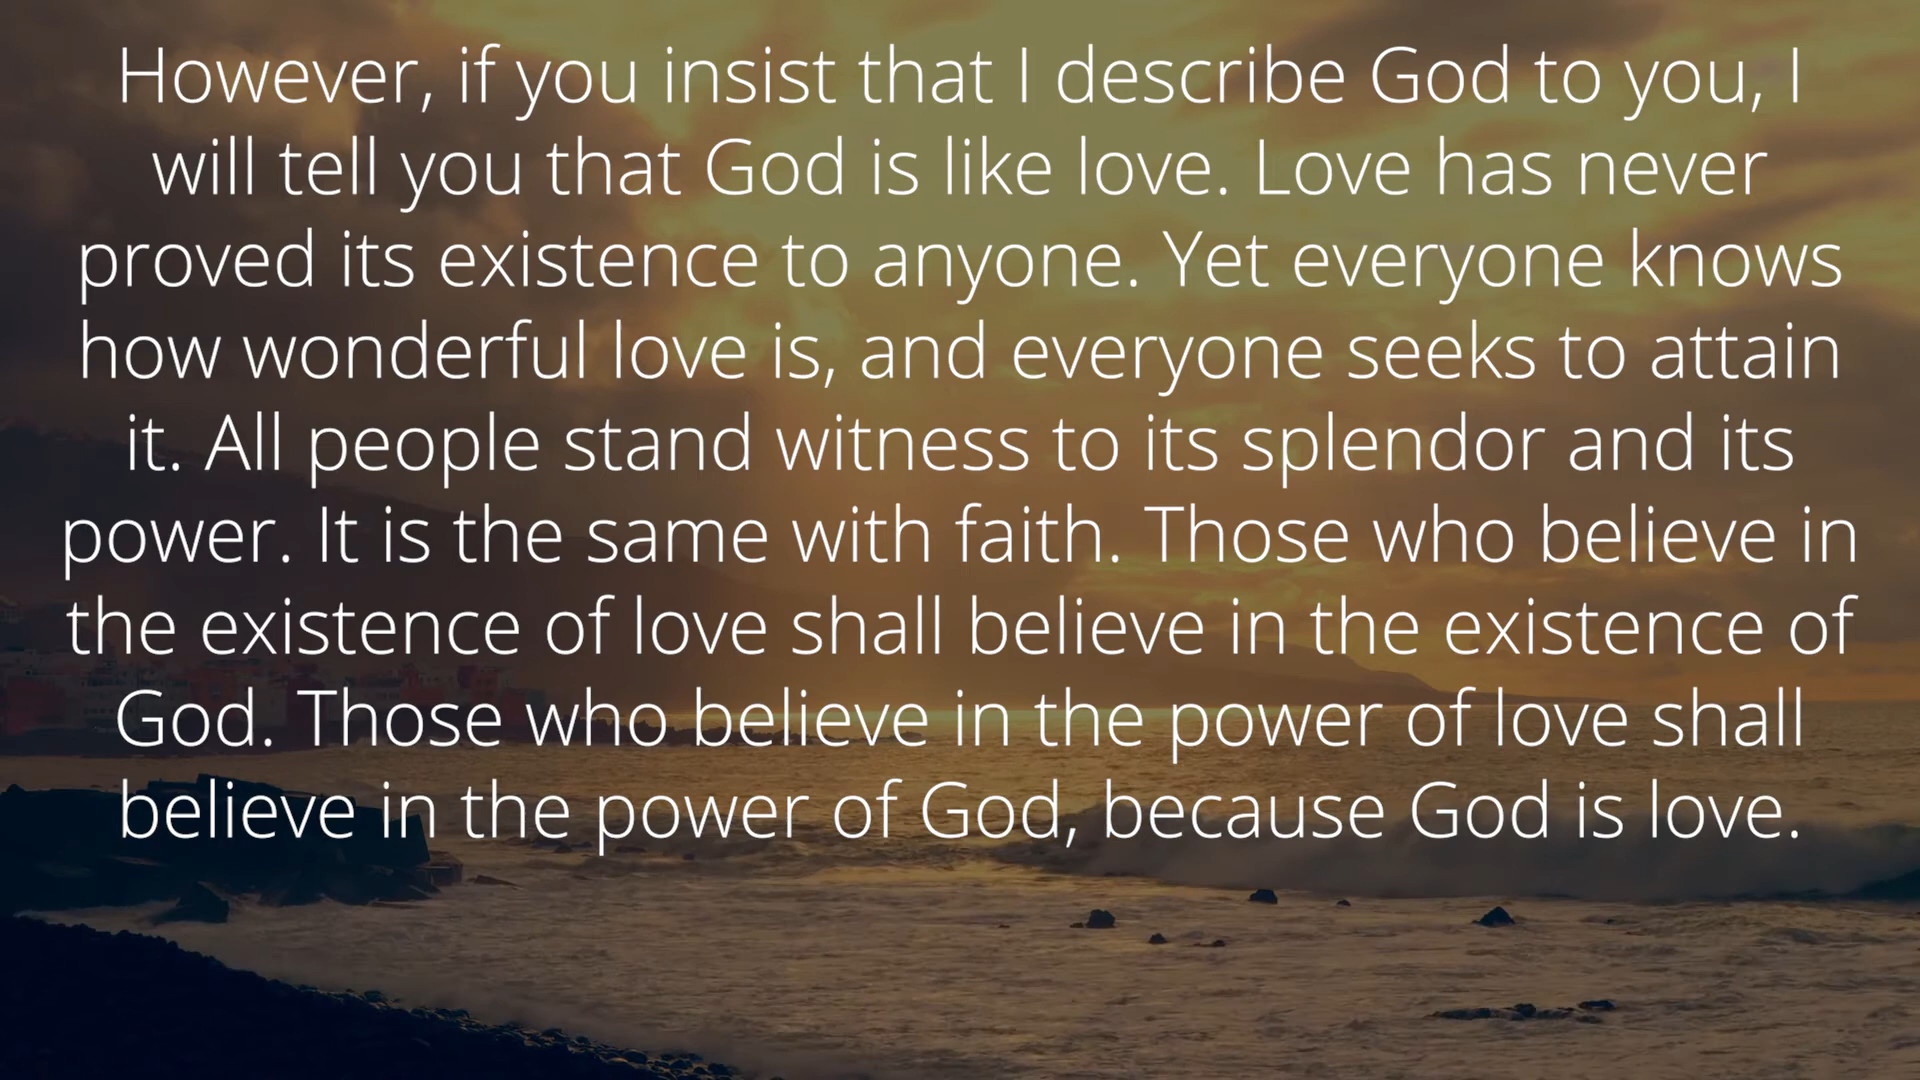 However, if you insist that I describe God to you, I
will tell you that God is like love. Love has never
proved its existence to anyone. Yet everyone knows
how wonderful love is, and everyone seeks to attain
it. All people stand witness to its splendor and its
power. It is the same with faith. Those who believe in
the existence of love shall believe in the existence of
God. Those who believe in the power of love shall
believe in the power of God, because God is love.